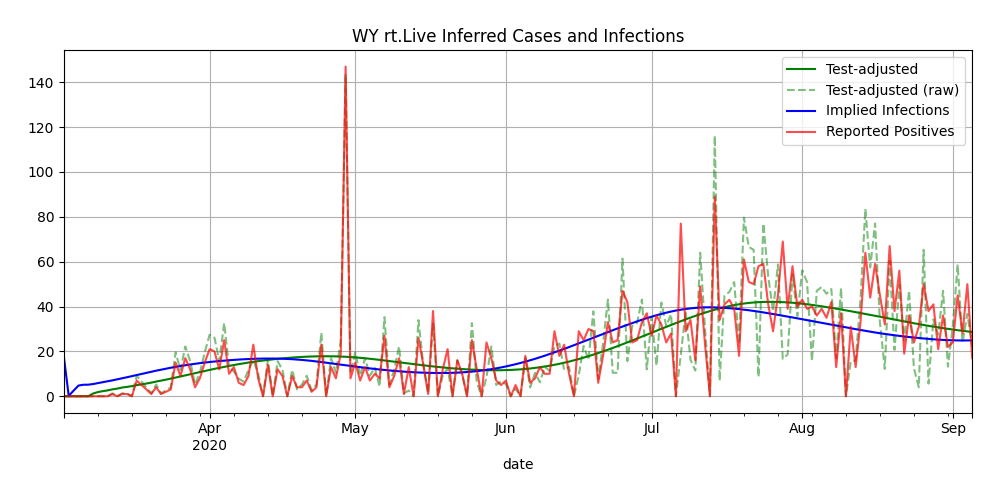 WY rt.Live Inferred Cases and Infections
Test-adjusted
Test-adjusted (raw)
Implied Infections
Reported Positives
140
120
100
80
60
40
20
0
Apr
2020
May
Jun
Jul
Aug
Sep
date